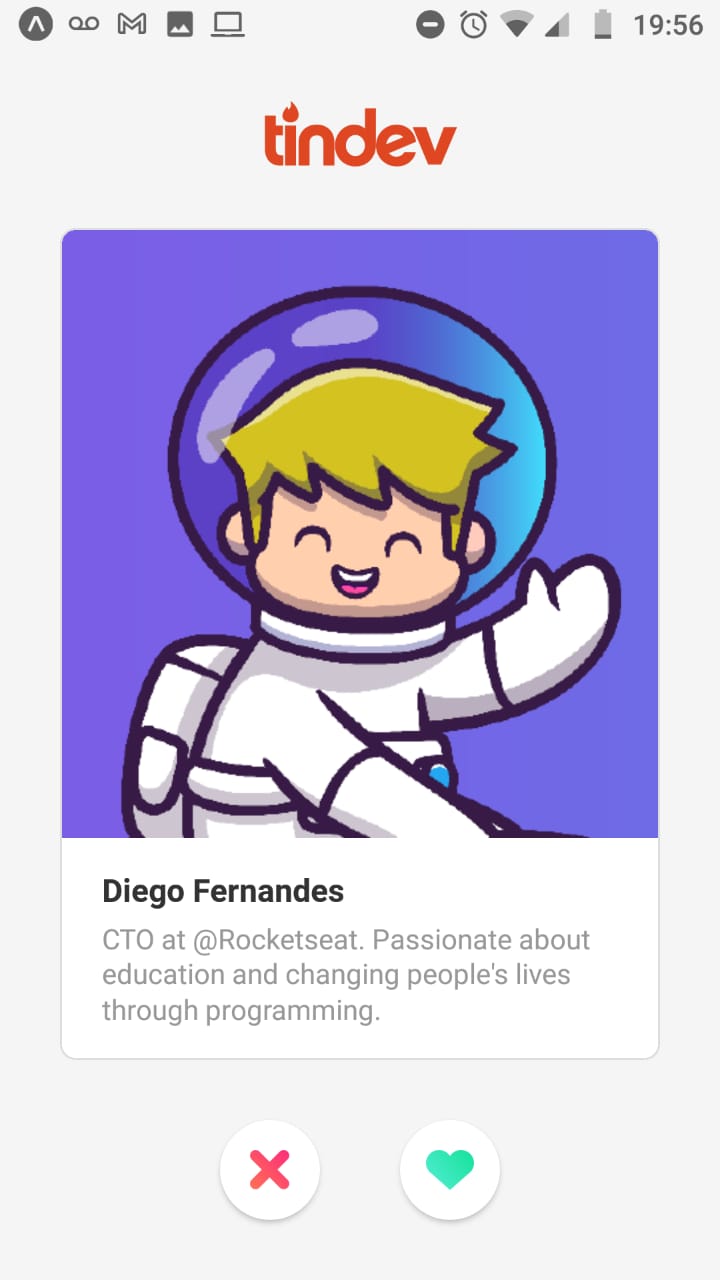 19:56
tindev
Diego Fernandes
CTO at @Rocketseat. Passionate about
education and changing people's lives
through programming.